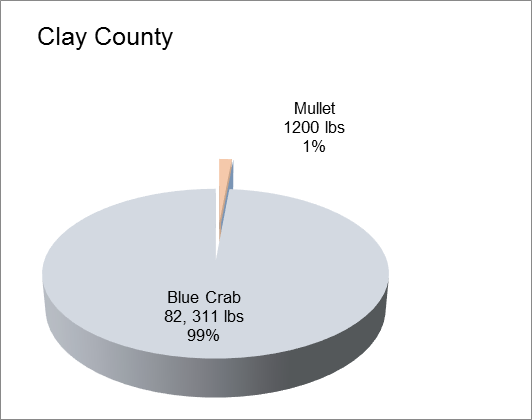 Clay County
Mullet
1200 lbs
1%
Blue Crab
82, 311 lbs
99%